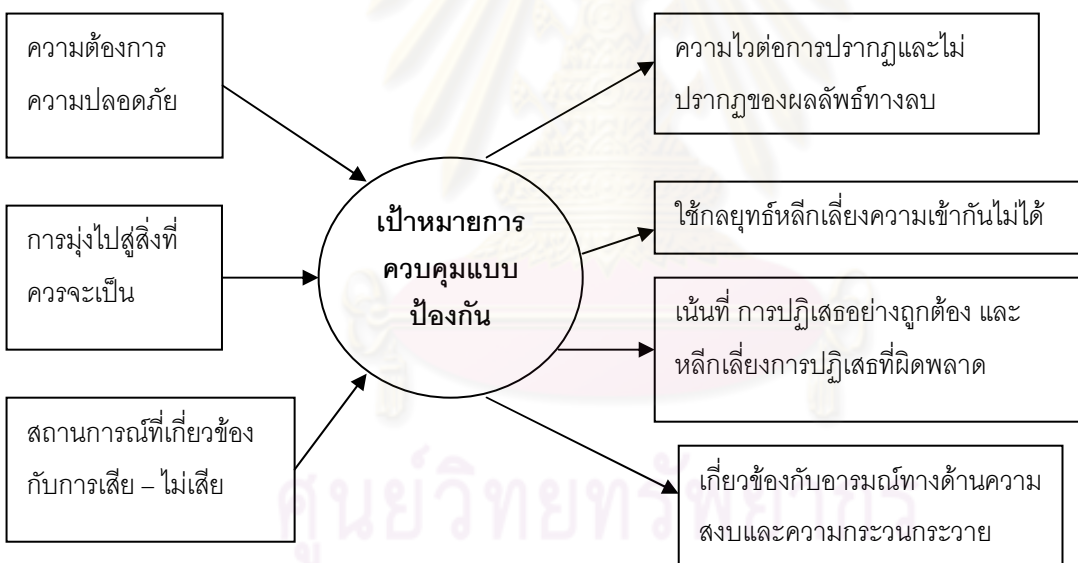 ความต้องการ
ความปลอดภัย
การมุ่งไปสู่สิ่งที่
ควรจะเป็น
สถานการณ์ที่เกี่ยวข้อง
กับการเสีย – ไม่เสีย
เป้าหมายการ
ควบคุมแบบ
ป้องกัน
ความไวต่อการปรากฏและไม่
ปรากฏของผลลัพธ์ทางลบ
ใช้กลยุทธ์หลีกเลี่ยงความเข้ากันไม่ได้
เน้นที่ การปฏิเสธอย่างถูกต้อง และ
หลีกเลี่ยงการปฏิเสธที่ผิดพลาด
เกี่ยวข้องกับอารมณ์ทางด้านความ
สงบและความกระวนกระวาย
ศูนย์วิทยทรัพยากร